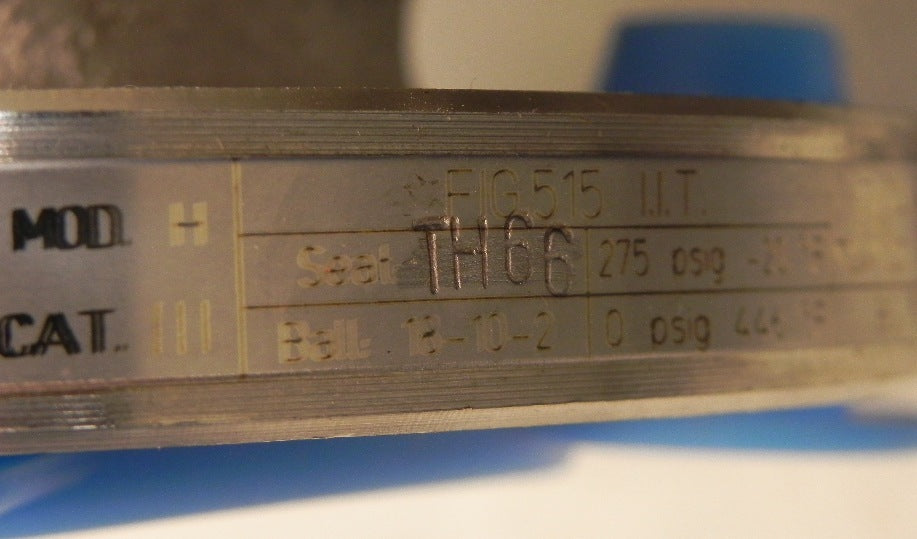 MOD. H FIG.515 I.I.T.
Seat TH66 275 psig
CAT. III Ball: 18-10-2 0 psig